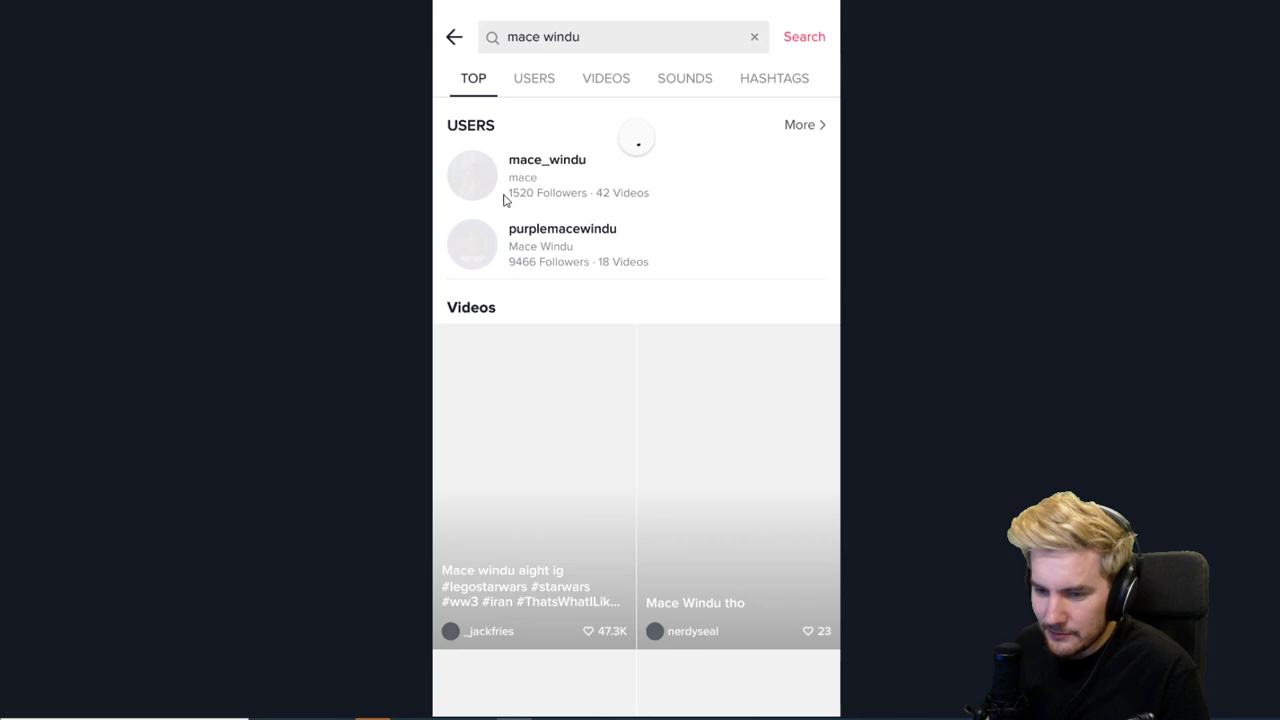 mace windu
Search
TOP USERS VIDEOS SOUNDS HASHTAGS
USERS
More
mace_windu
mace
1520 Followers · 42 Videos
purplemacewindu
Mace Windu
9466 Followers · 18 Videos
Videos
Mace windu aight ig
#legostarwars #starwars
#ww3 #iran #ThatsWhatILik...
_jackfries 47.3K
Mace Windu tho
nerdyseal 23